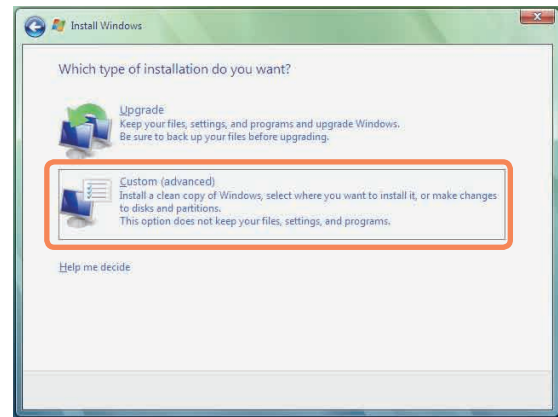 Install Windows
Which type of installation do you want?
Upgrade
Keep your files, settings, and programs and upgrade Windows.
Be sure to back up your files before upgrading.
Custom (advanced)
Install a clean copy of Windows, select where you want to install it, or make changes
to disks and partitions.
This option does not keep your files, settings, and programs.
Help me decide